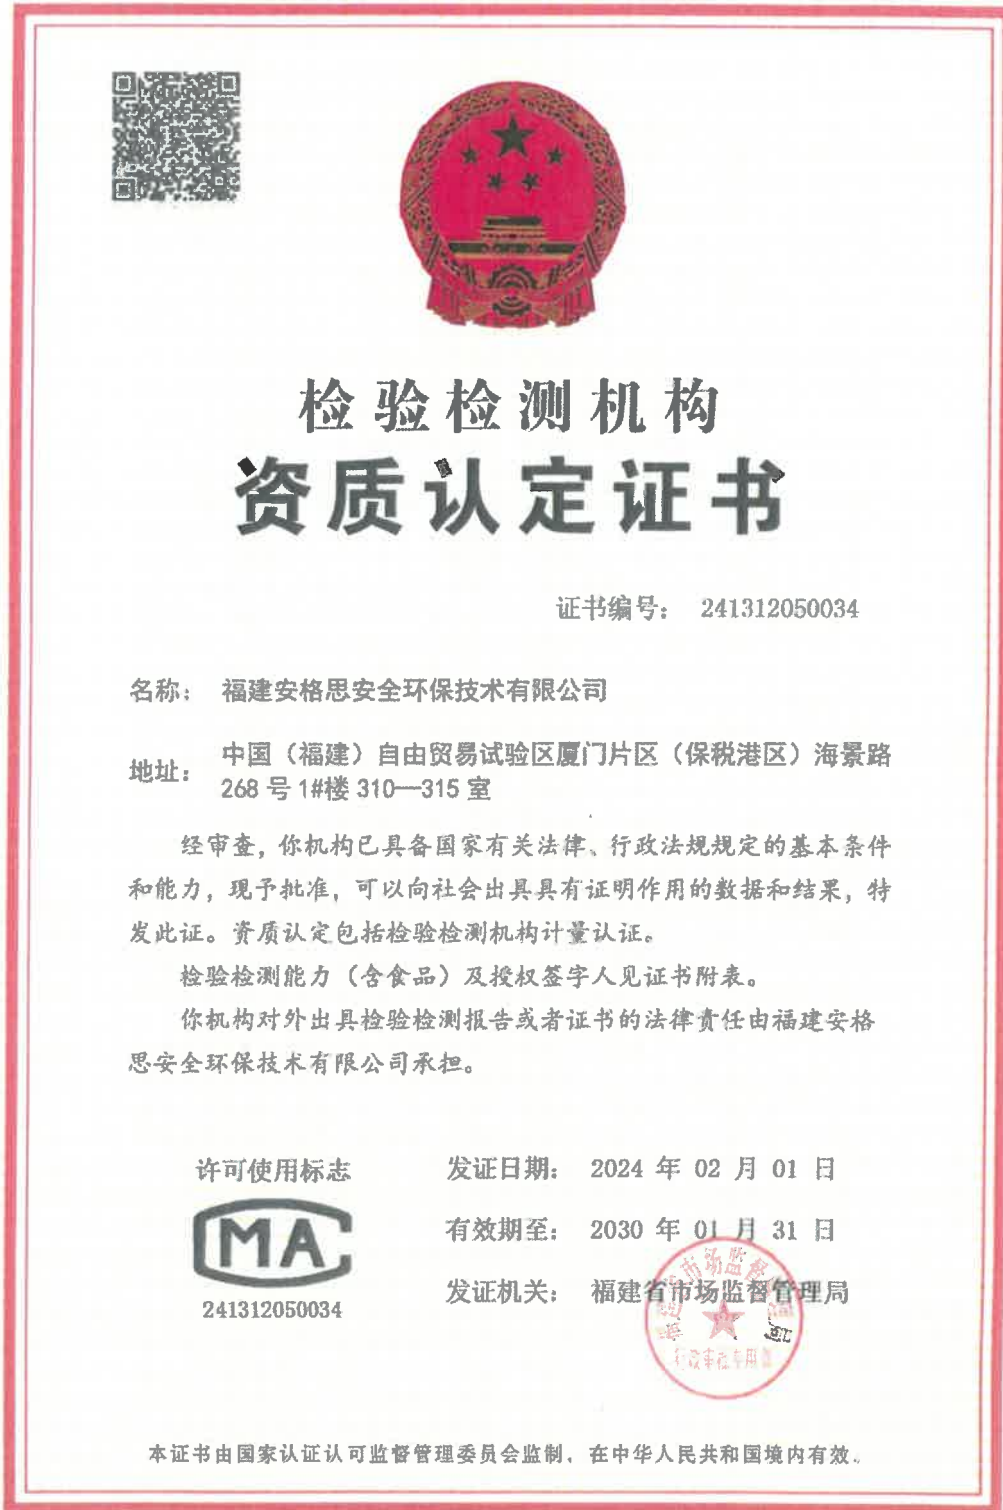 检验检测机构
资质认定证书
证书编号： 241312050034
名称： 福建安格思安全环保技术有限公司
地址： 中国（福建）自由贸易试验区厦门片区（保税港区）海景路
268 号 1#楼 310—315 室
经审查，你机构已具备国家有关法律、行政法规规定的基本条件
和能力，现予批准，可以向社会出具具有证明作用的数据和结果，特
发此证。资质认定包括检验检测机构计量认证。
检验检测能力（含食品）及授权签字人见证书附表。
你机构对外出具检验检测报告或者证书的法律责任由福建安格
思安全环保技术有限公司承担。
许可使用标志
MA
241312050034
发证日期： 2024 年 02 月 01 日
有效期至： 2030 年 01 月 31 日
发证机关： 福建省市场监督管理局
本证书由国家认证认可监督管理委员会监制，在中华人民共和国境内有效。